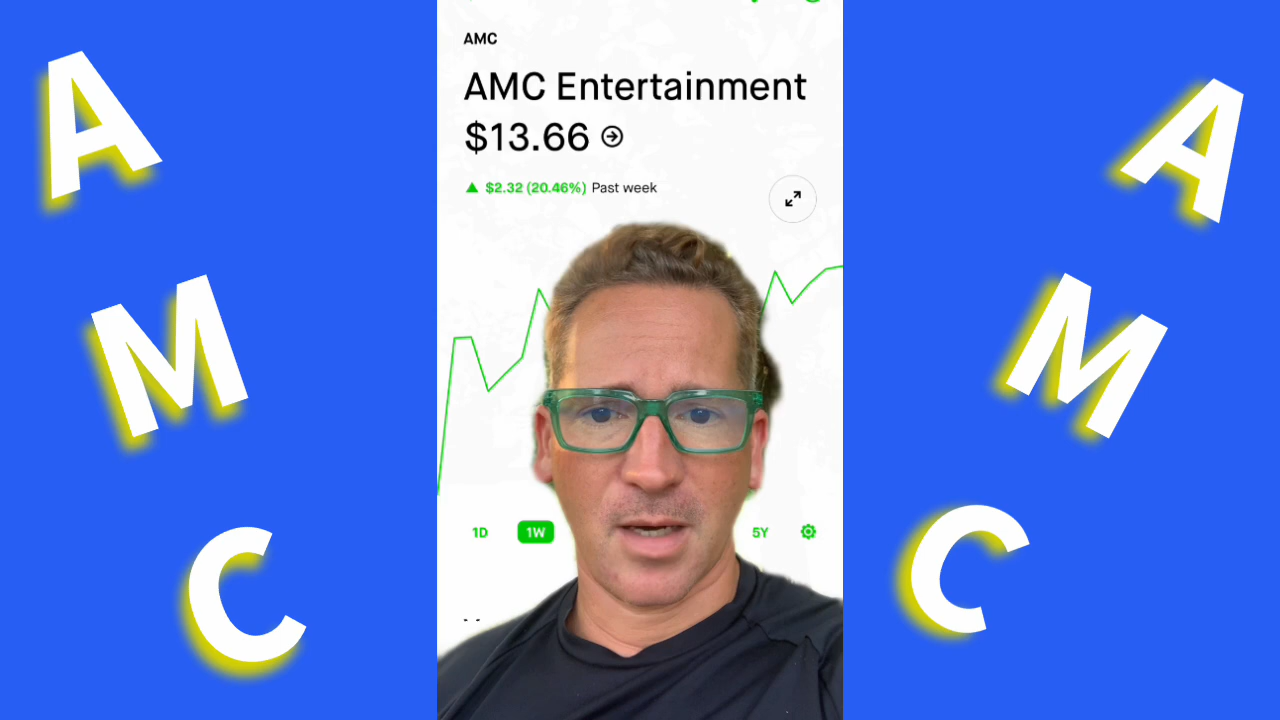 A
M
C
AMC
AMC Entertainment
$13.66
▲ $2.32 (20.46%) Past week
1D 1W 5Y
A
M
C